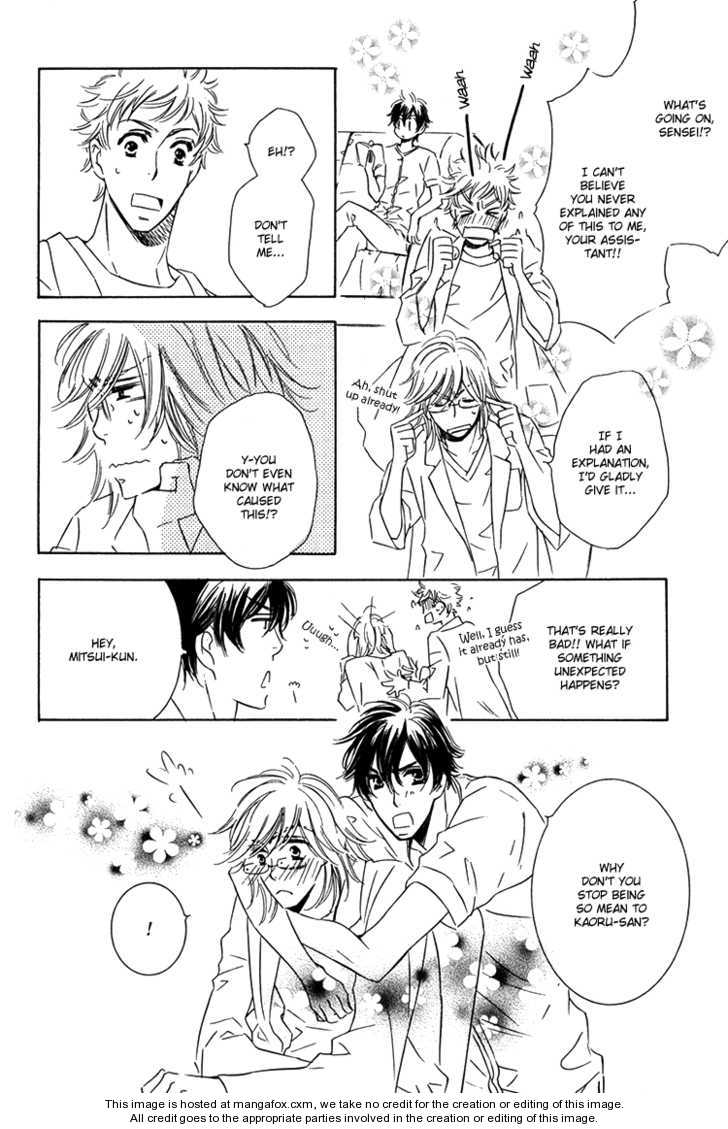 WHAT'S
GOING ON,
SENSEI!?
waah
waah
I CAN'T
BELIEVE
YOU NEVER
EXPLAINED ANY
OF THIS TO ME,
YOUR ASSIS-
TANT!!
EH!?
DON'T
TELL
ME...
Ah, shut
up already!
IF I
HAD AN
EXPLANATION,
I'D GLADLY
GIVE IT...
Y-YOU
DON'T EVEN
KNOW WHAT
CAUSED
THIS!?
THAT'S REALLY
BAD!! WHAT IF
SOMETHING
UNEXPECTED
HAPPENS?
Well, I guess
it already has,
but still!
Uuugh...
HEY,
MITSUI-KUN.
WHY
DON'T YOU
STOP BEING
SO MEAN TO
KAORU-SAN?
!
This image is hosted at mangafox.cxm, we take no credit for the creation or editing of this image.
All credit goes to the appropriate parties involved in the creation or editing of this image.